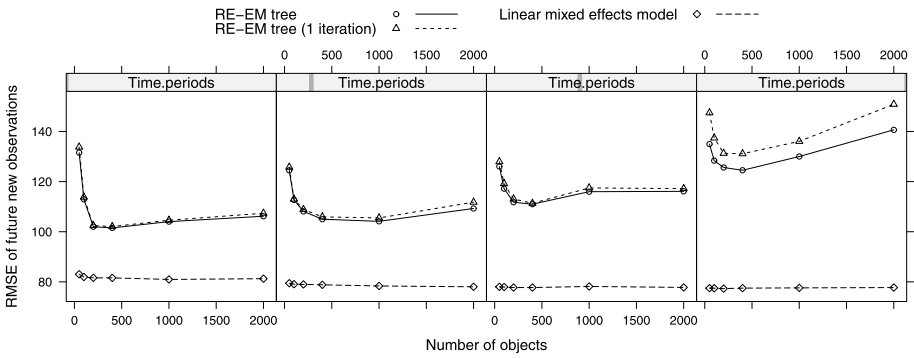 RE−EM tree
Linear mixed effects model
RE−EM tree (1 iteration)
0 500 1000 1500 2000
0 500 1000 1500 2000
Time.periods Time.periods Time.periods Time.periods
RMSE of future new observations
140
120
100
80
0 500 1000 1500 2000
0 500 1000 1500 2000
Number of objects